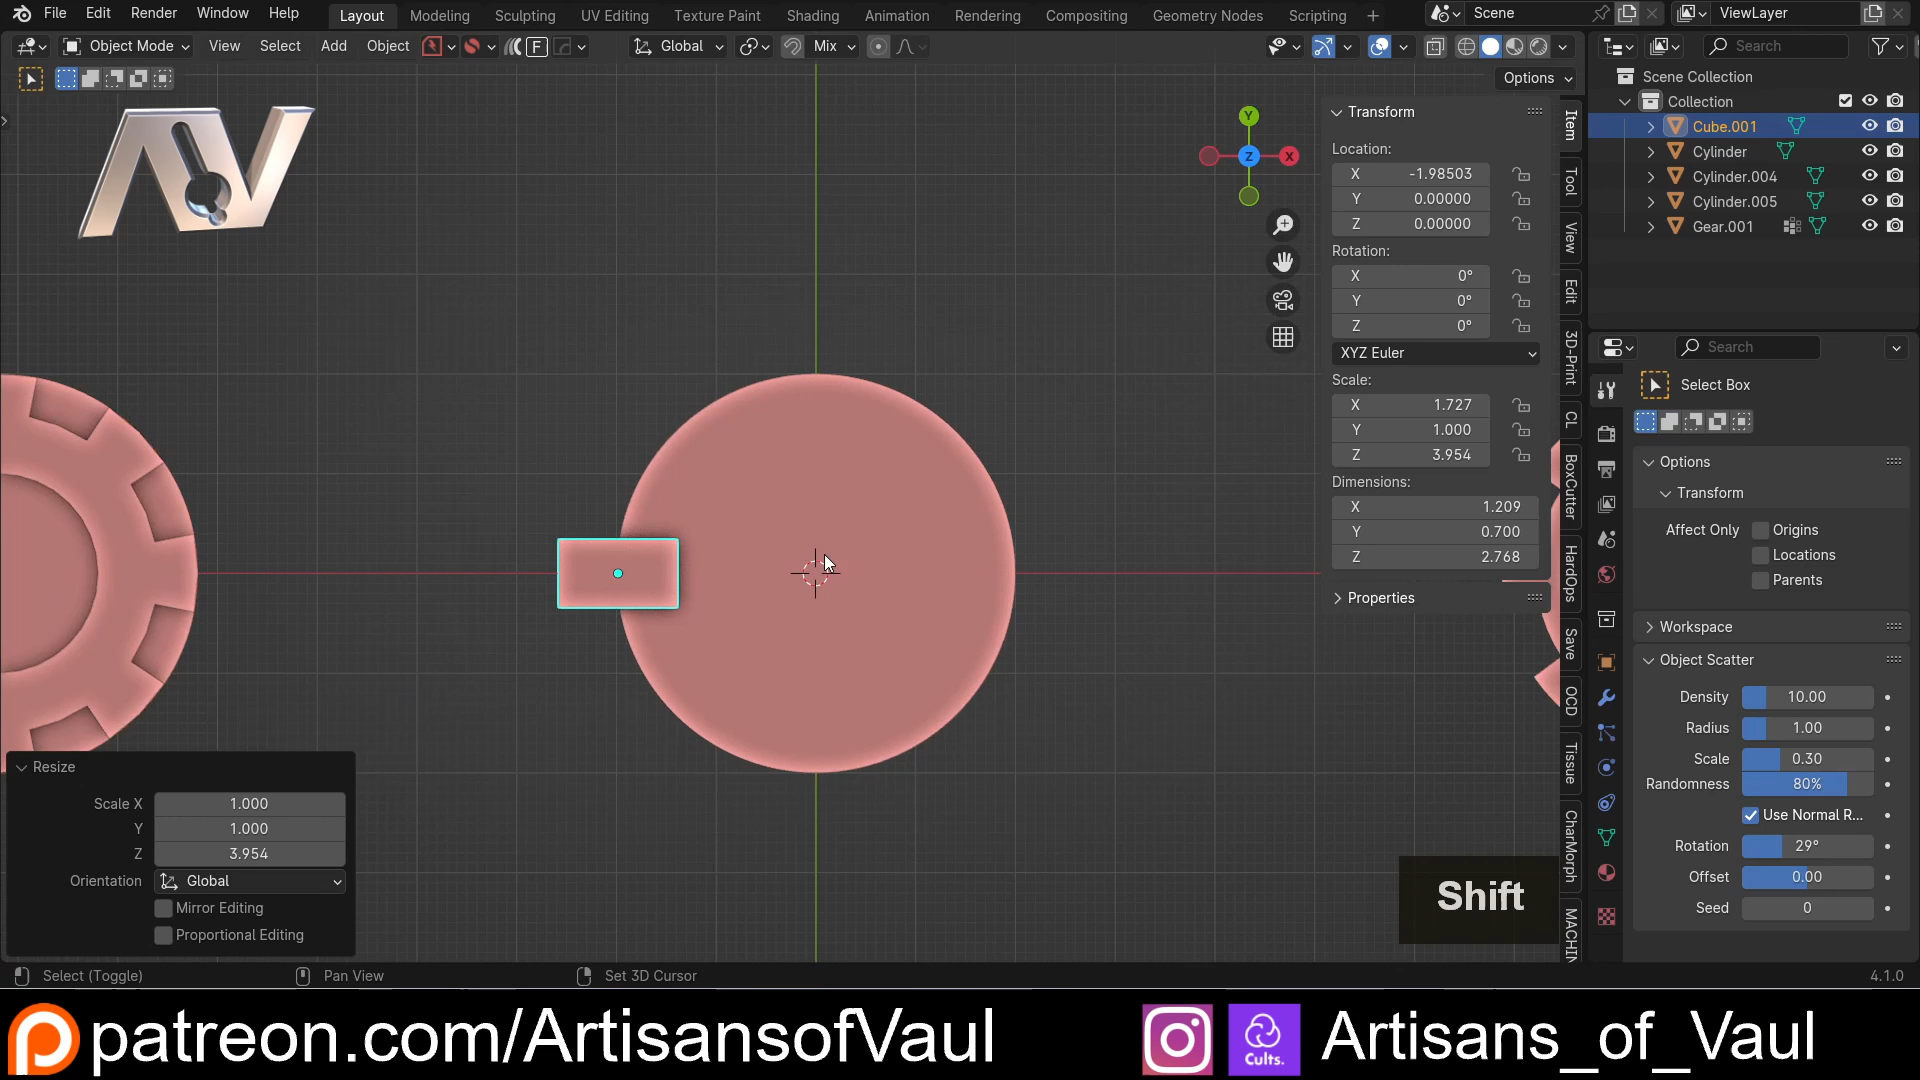 File Edit Render Window Help Layout Modeling Sculpting UV Editing Texture Paint Shading Animation Rendering Compositing Geometry Nodes Scripting + Scene ViewLayer
Object Mode View Select Add Object F Global Mix Search
Options
Scene Collection
Collection
Cube.001
Cylinder
Cylinder.004
Cylinder.005
Gear.001
Y
X
Z
AV
Transform
Location:
X -1.98503
Y 0.00000
Z 0.00000
Rotation:
X 0°
Y 0°
Z 0°
XYZ Euler
Scale:
X 1.727
Y 1.000
Z 3.954
Dimensions:
X 1.209
Y 0.700
Z 2.768
Properties
Item
Tool
View
Edit
3D-Print
CL
BoxCutter
HardOps
Save
OCD
Tissue
CharMorph
MACHIN
Search
Select Box
Options
Transform
Affect Only Origins
Locations
Parents
Workspace
Object Scatter
Density 10.00
Radius 1.00
Scale 0.30
Randomness 80%
Use Normal R...
Rotation 29°
Offset 0.00
Seed 0
Resize
Scale X 1.000
Y 1.000
Z 3.954
Orientation Global
Mirror Editing
Proportional Editing
Shift
Select (Toggle) Pan View Set 3D Cursor 4.1.0
patreon.com/ArtisansofVaul Cults. Artisans_of_Vaul